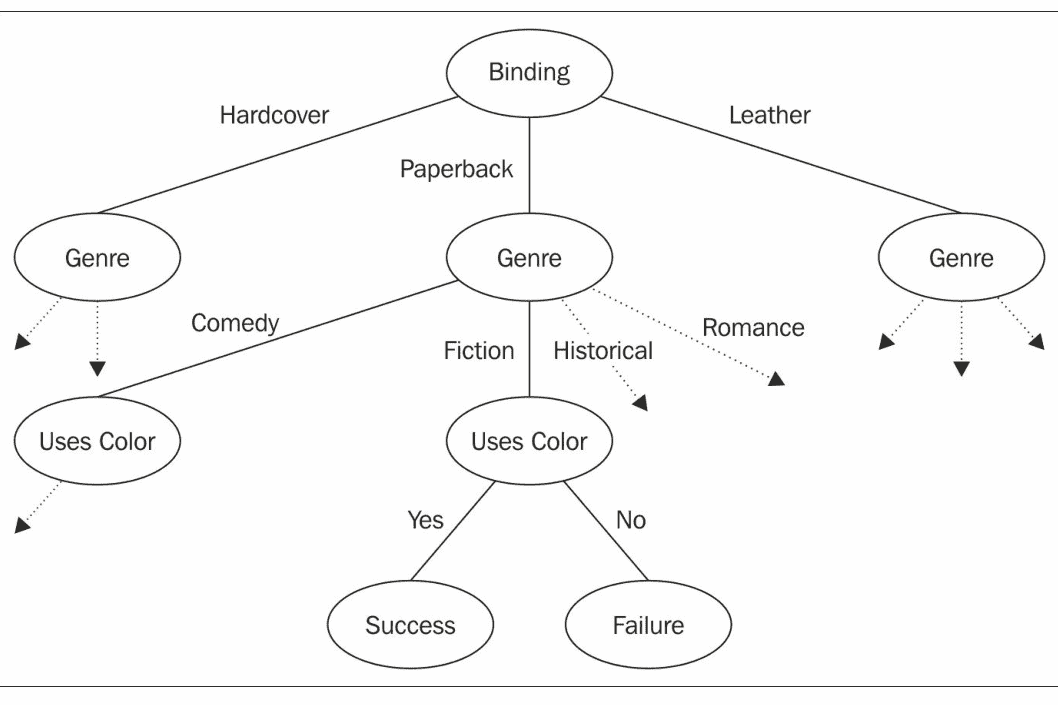 Binding
Hardcover
Leather
Paperback
Genre
Genre
Genre
Comedy
Romance
Fiction
Historical
Uses Color
Uses Color
Yes
No
Success
Failure